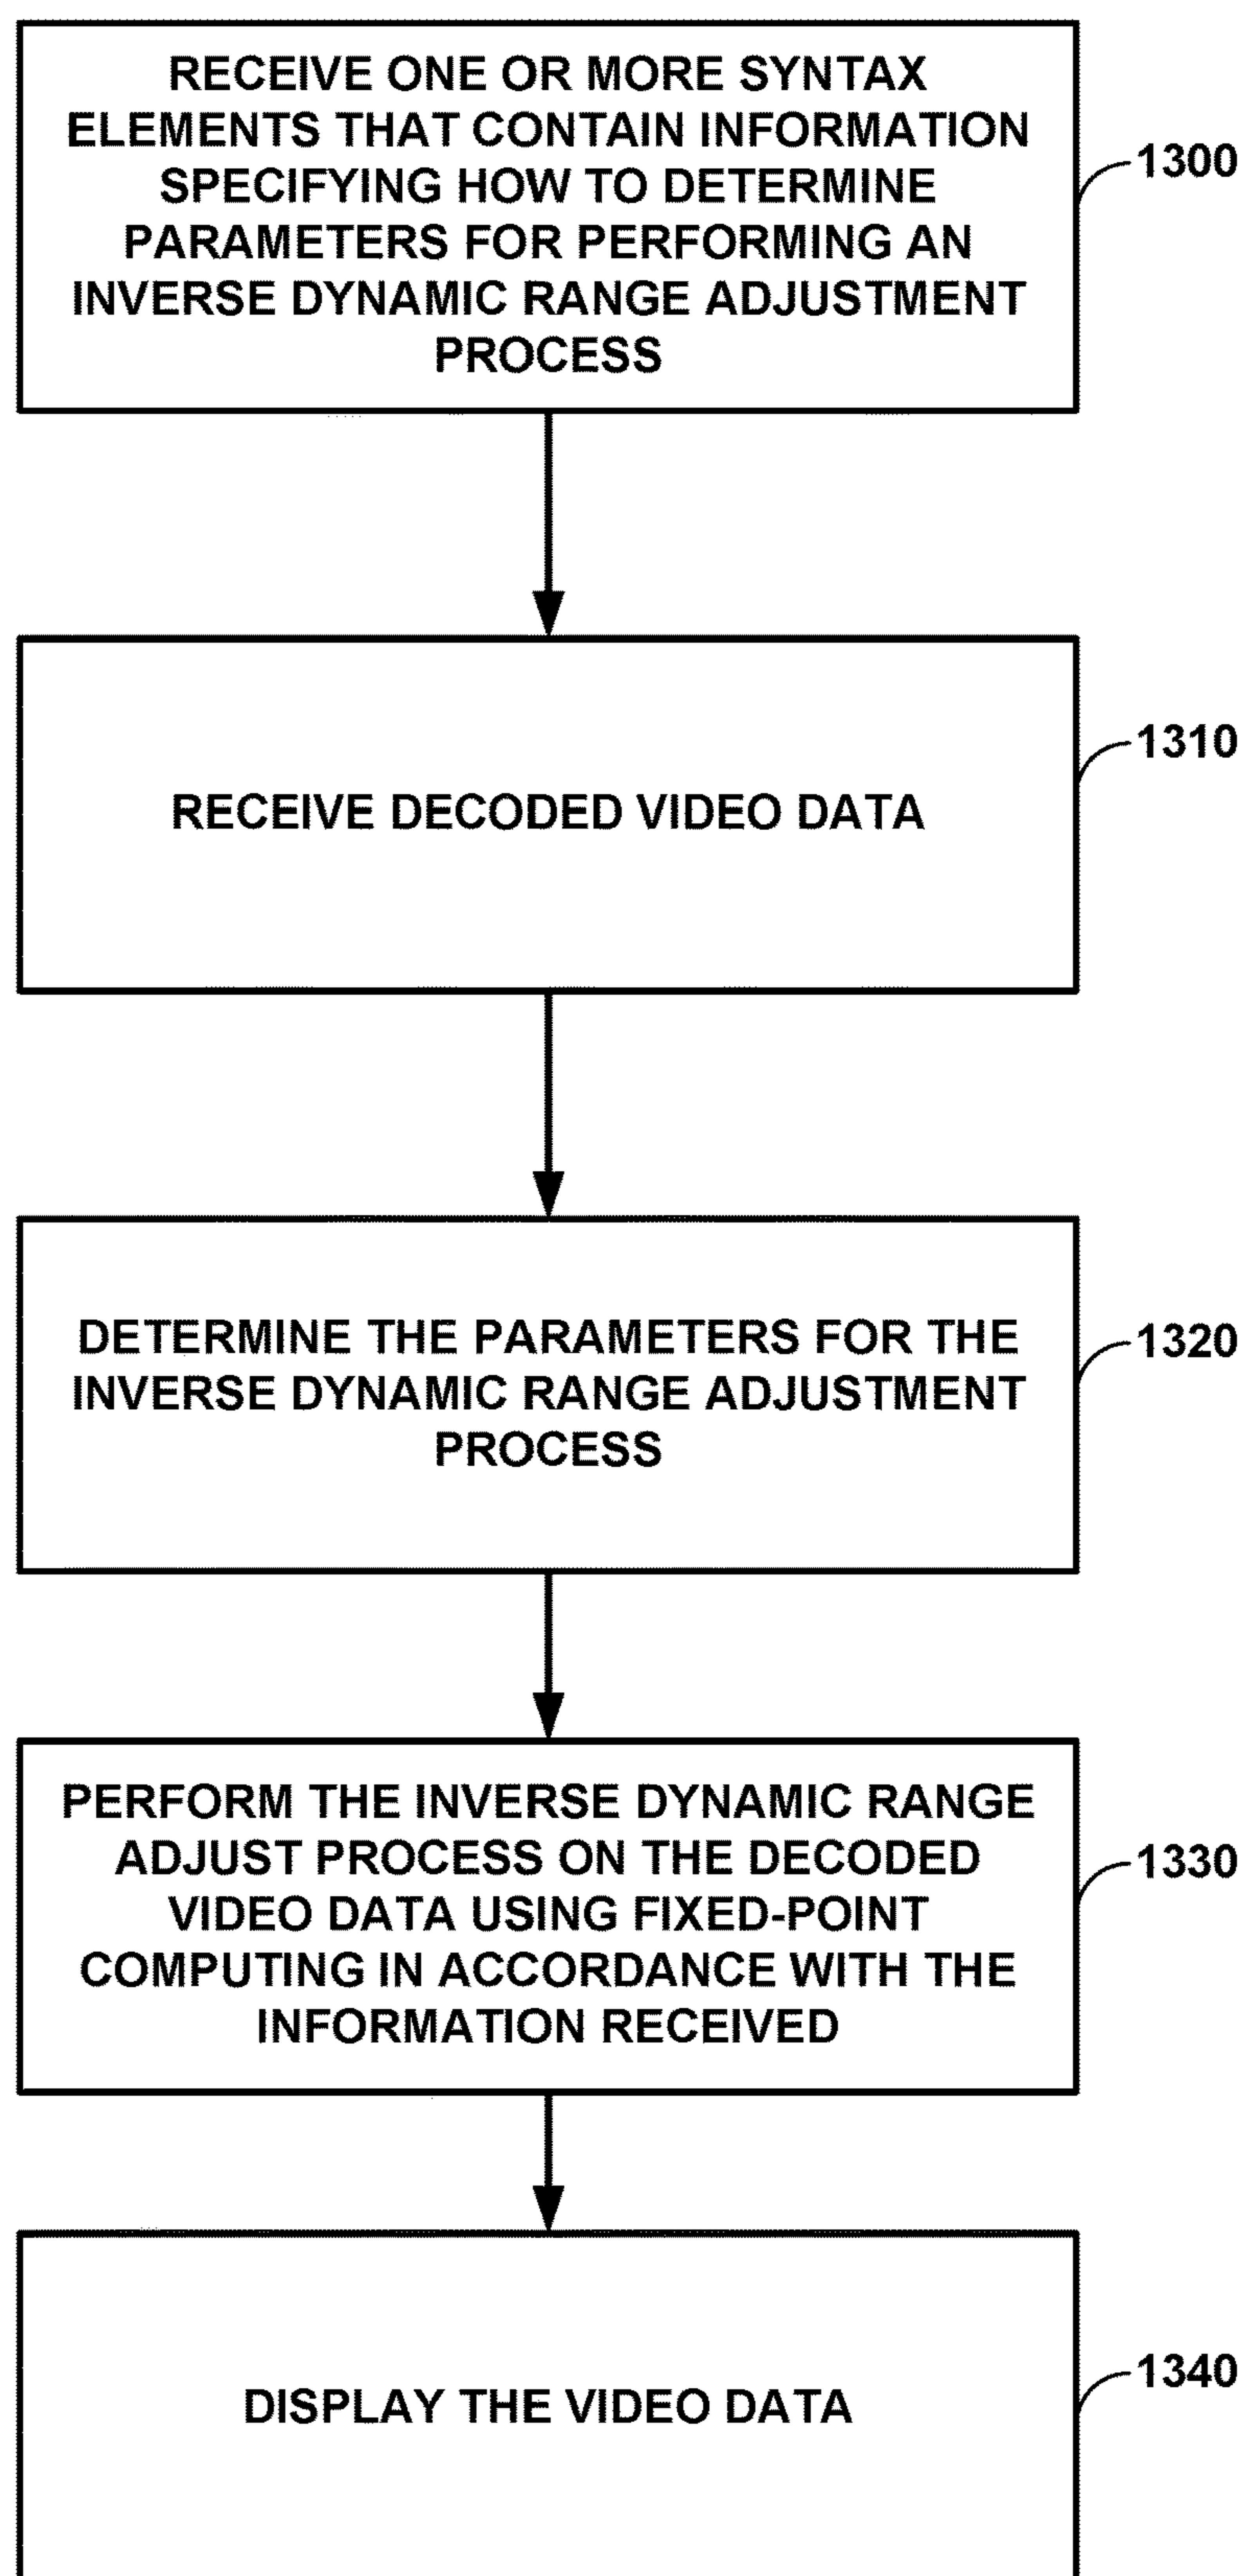 RECEIVE ONE OR MORE SYNTAX
ELEMENTS THAT CONTAIN INFORMATION
SPECIFYING HOW TO DETERMINE
PARAMETERS FOR PERFORMING AN
INVERSE DYNAMIC RANGE ADJUSTMENT
PROCESS
1300
RECEIVE DECODED VIDEO DATA
1310
DETERMINE THE PARAMETERS FOR THE
INVERSE DYNAMIC RANGE ADJUSTMENT
PROCESS
1320
PERFORM THE INVERSE DYNAMIC RANGE
ADJUST PROCESS ON THE DECODED
VIDEO DATA USING FIXED-POINT
COMPUTING IN ACCORDANCE WITH THE
INFORMATION RECEIVED
1330
DISPLAY THE VIDEO DATA
1340